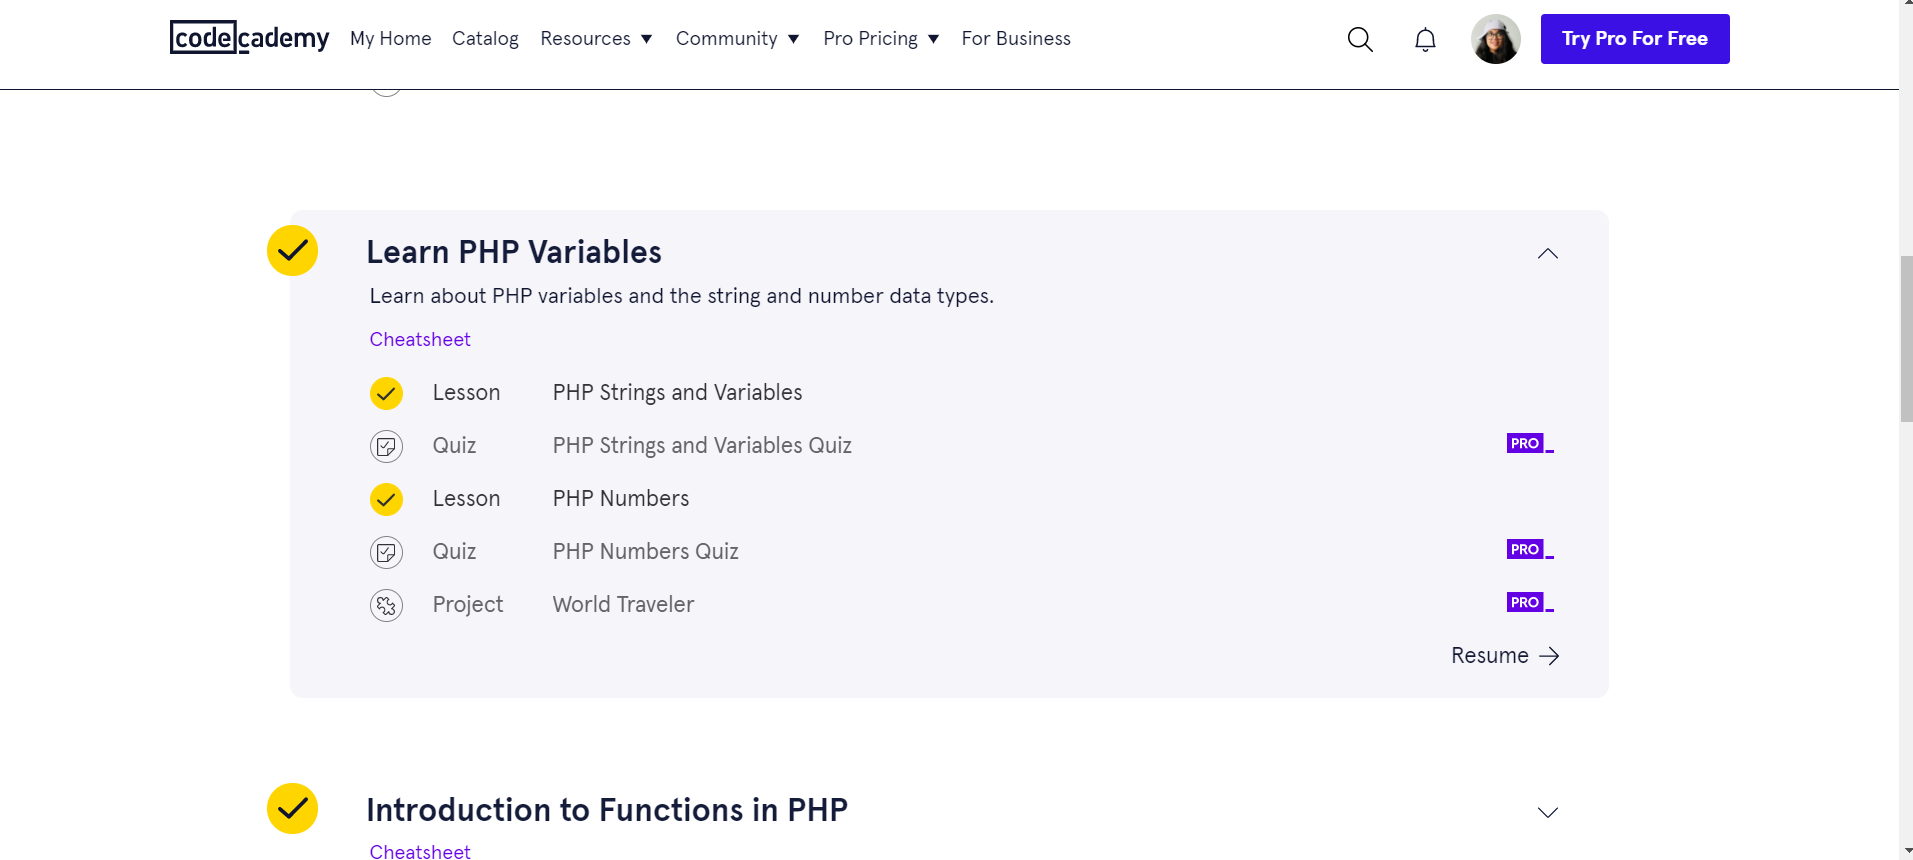 codecademy My Home Catalog Resources Community Pro Pricing For Business Try Pro For Free
Learn PHP Variables
Learn about PHP variables and the string and number data types.
Cheatsheet
Lesson PHP Strings and Variables
Quiz PHP Strings and Variables Quiz PRO
Lesson PHP Numbers
Quiz PHP Numbers Quiz PRO
Project World Traveler PRO
Resume
Introduction to Functions in PHP
Cheatsheet